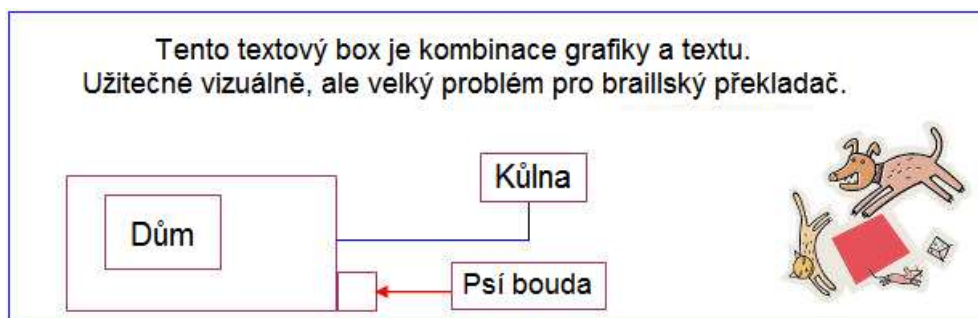 Tento textový box je kombinace grafiky a textu.
Užitečné vizuálně, ale velký problém pro braillský překladač.
Kůlna
Dům
Psí bouda